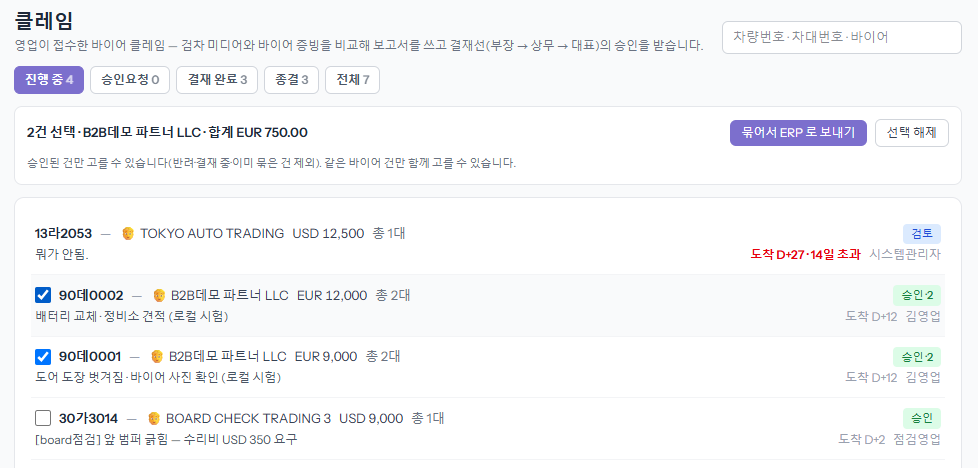 클레임
영업이 접수한 바이어 클레임 — 검차 미디어와 바이어 증빙을 비교해 보고서를 쓰고 결재선(부장 → 상무 → 대표)의 승인을 받습니다.
차량번호·차대번호·바이어
진행 중 4 승인요청 0 결재 완료 3 종결 3 전체 7
2건 선택·B2B데모 파트너 LLC·합계 EUR 750.00
묶어서 ERP 로 보내기 선택 해제
승인된 건만 고를 수 있습니다(반려·결재 중·이미 묶은 건 제외). 같은 바이어 건만 함께 고를 수 있습니다.
13라2053 — TOKYO AUTO TRADING USD 12,500 총 1대 검토
뭐가 안됨. 도착 D+27·14일 초과 시스템관리자
90데0002 — B2B데모 파트너 LLC EUR 12,000 총 2대 승인·2
배터리 교체·정비소 견적 (로컬 시험) 도착 D+12 김영업
90데0001 — B2B데모 파트너 LLC EUR 9,000 총 2대 승인·2
도어 도장 벗겨짐·바이어 사진 확인 (로컬 시험) 도착 D+12 김영업
30가3014 — BOARD CHECK TRADING 3 USD 9,000 총 1대 승인
[board점검] 앞 범퍼 긁힘 — 수리비 USD 350 요구 도착 D+2 점검영업